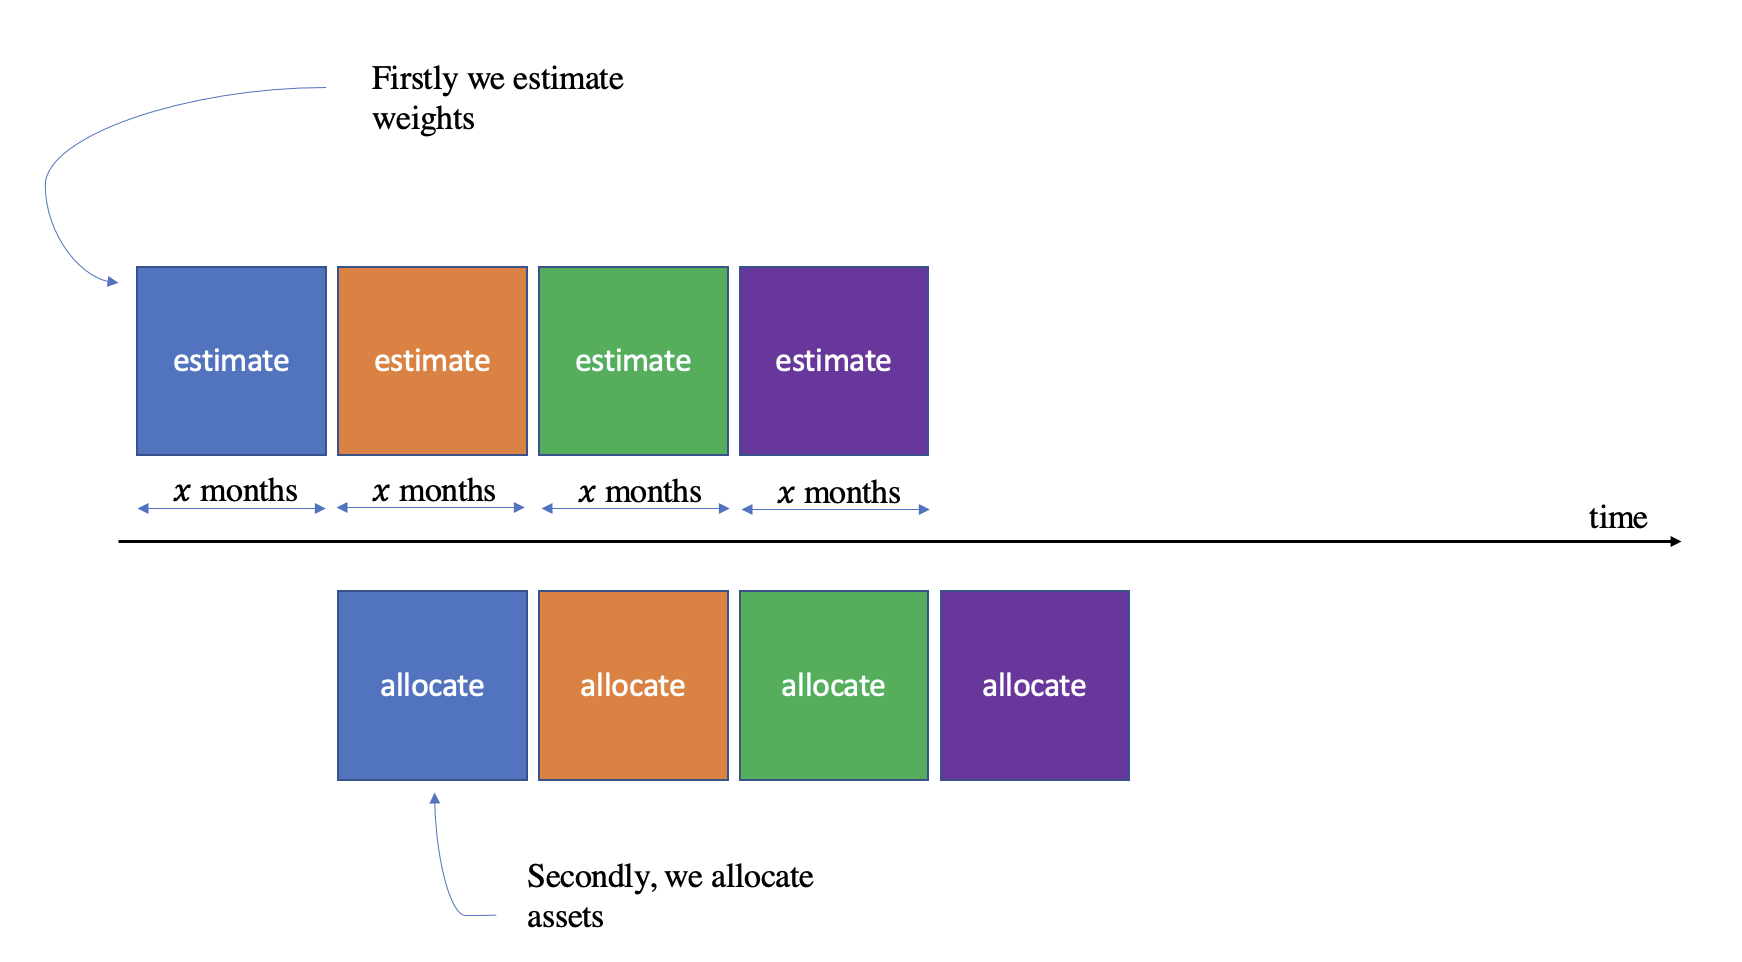 Firstly we estimate
weights
estimate
estimate
estimate
estimate
x months
x months
x months
x months
time
allocate
allocate
allocate
allocate
Secondly, we allocate
assets